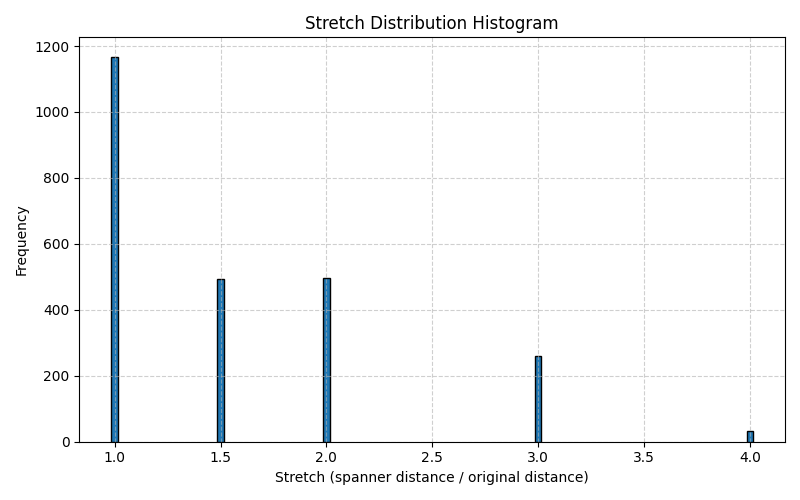 Stretch Distribution Histogram
Frequency
1200
1000
800
600
400
200
0
1.0 1.5 2.0 2.5 3.0 3.5 4.0
Stretch (spanner distance / original distance)